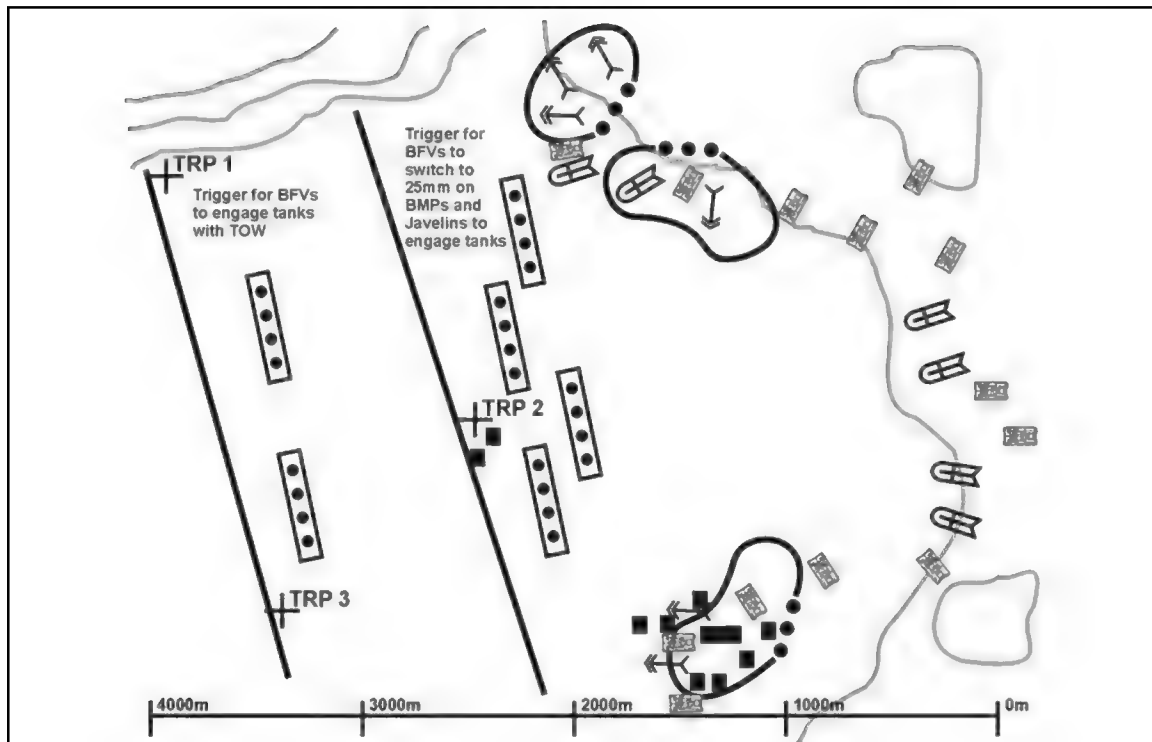 TRP 1
Trigger for BFVs
to engage tanks
with TOW
Trigger for
BFVs to
switch to
25mm on
BMPs and
Javelins to
engage tanks
TRP 2
TRP 3
4000m
3000m
2000m
1000m
0m